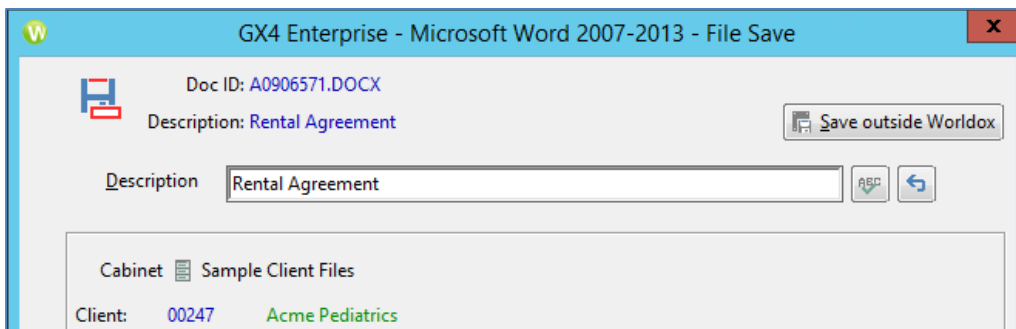 GX4 Enterprise - Microsoft Word 2007-2013 - File Save
Doc ID: A0906571.DOCX
Description: Rental Agreement
Save outside Worldox
Description Rental Agreement
Cabinet Sample Client Files
Client: 00247 Acme Pediatrics